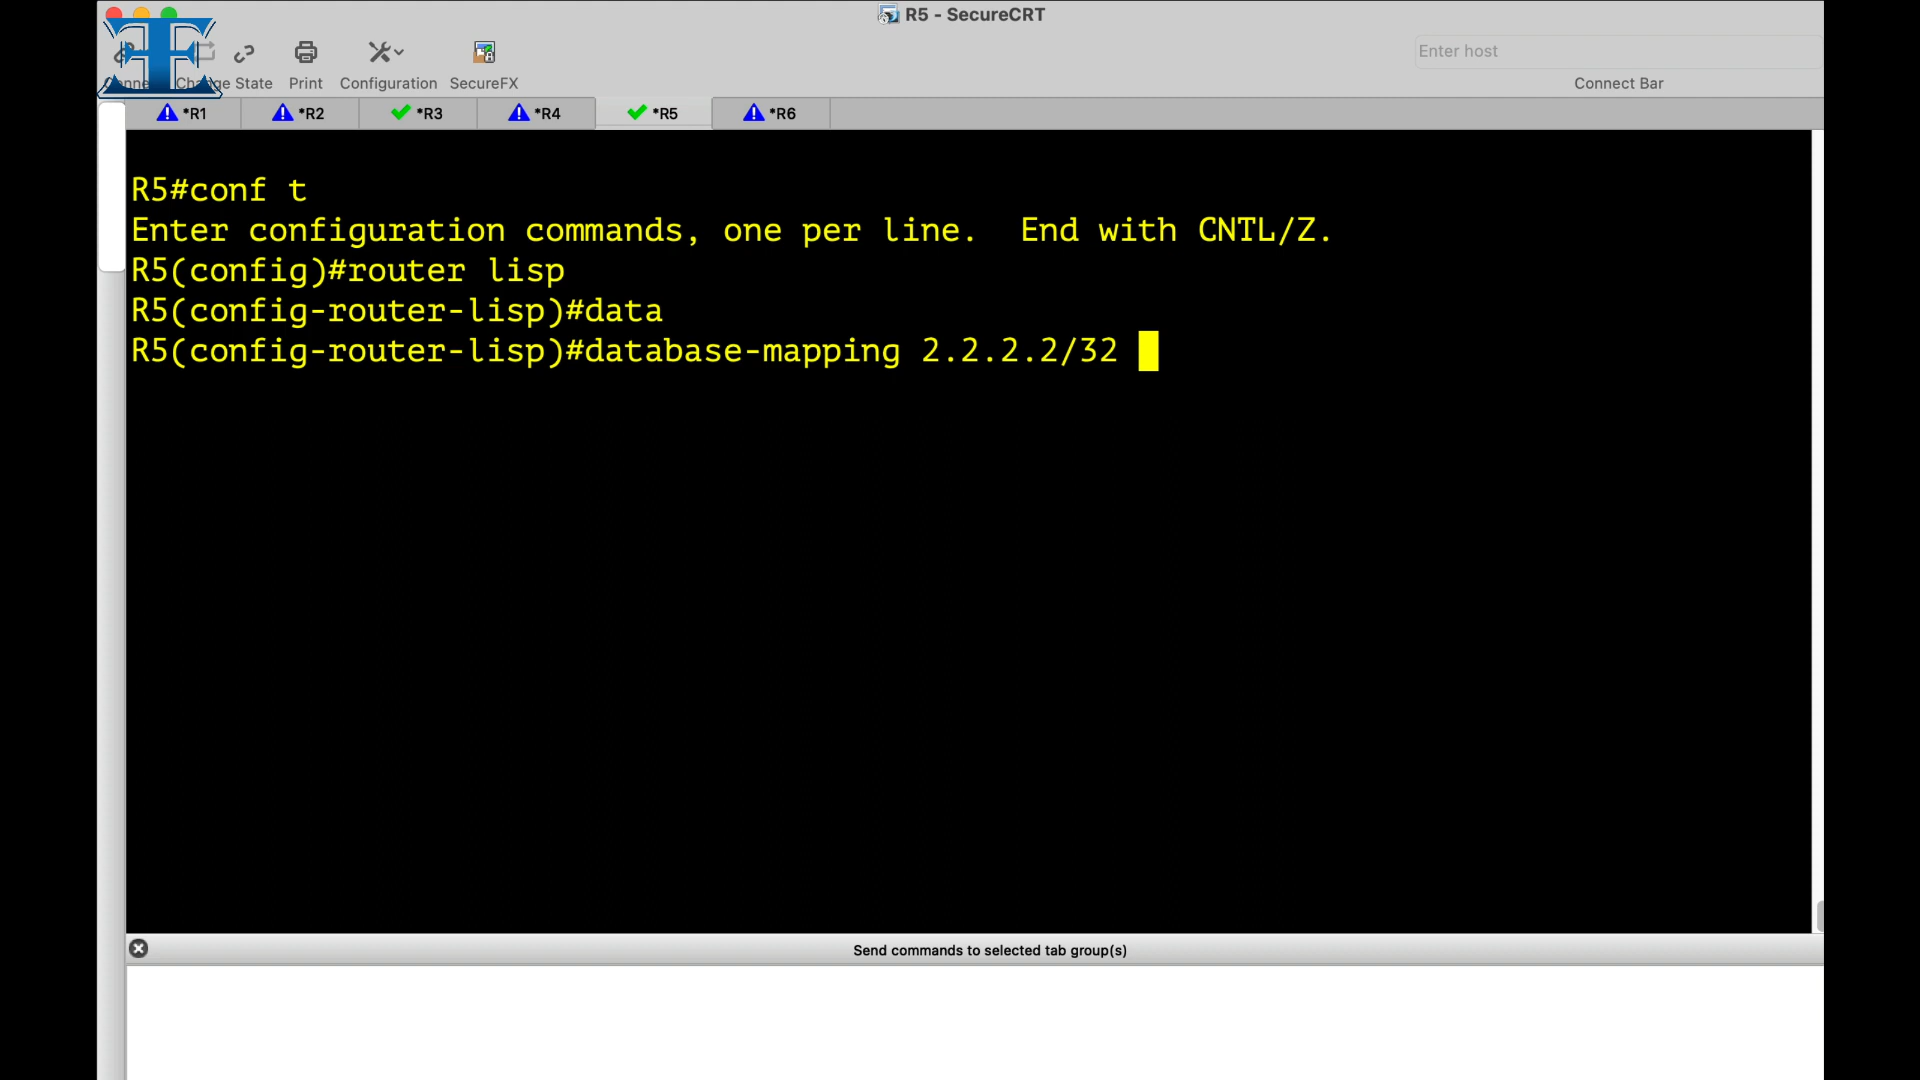 R5 - SecureCRT
Enter host
Change State Print Configuration SecureFX Connect Bar
*R1 *R2 *R3 *R4 *R5 *R6
R5#conf t
Enter configuration commands, one per line.  End with CNTL/Z.
R5(config)#router lisp
R5(config-router-lisp)#data
R5(config-router-lisp)#database-mapping 2.2.2.2/32
Send commands to selected tab group(s)